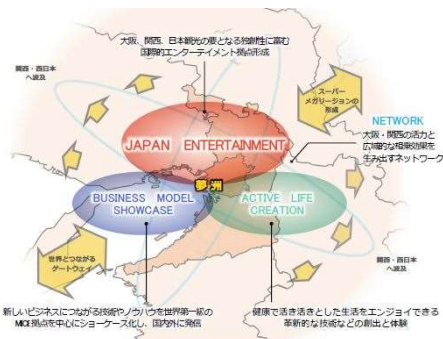 大阪、関西、日本観光の要となる独創性に富む
国際的エンターテイメント拠点形成
関西・西日本
へ波及
スーパー
メガリージョンの
形成
NETWORK
大阪・関西の活力と
広域的な相乗効果を
生み出すネットワーク
JAPAN ENTERTAINMENT
夢洲
BUSINESS MODEL
SHOWCASE
ACTIVE LIFE
CREATION
世界とつながる
ゲートウェイ
関西・西日本
へ波及
新しいビジネスにつながる技術やノウハウを世界第一級の
MICE拠点を中心にショーケース化し、国内外に発信
健康で活き活きとした生活をエンジョイできる
革新的な技術などの創出と体験